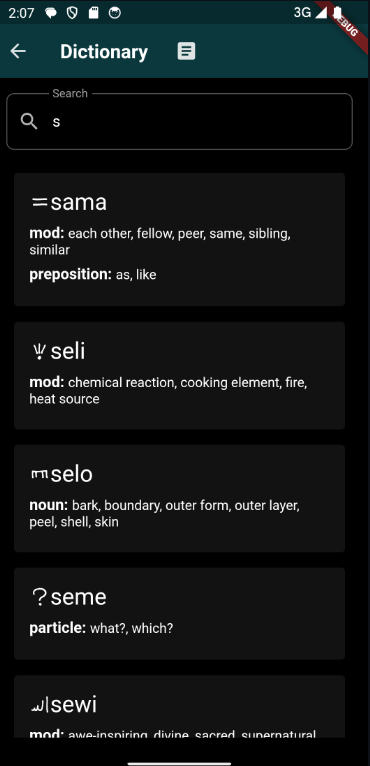 2:07
3G
DEBUG
Dictionary
Search
s
sama
mod: each other, fellow, peer, same, sibling,
similar
preposition: as, like
seli
mod: chemical reaction, cooking element, fire,
heat source
selo
noun: bark, boundary, outer form, outer layer,
peel, shell, skin
seme
particle: what?, which?
sewi
mod: awe-inspiring, divine, sacred, supernatural